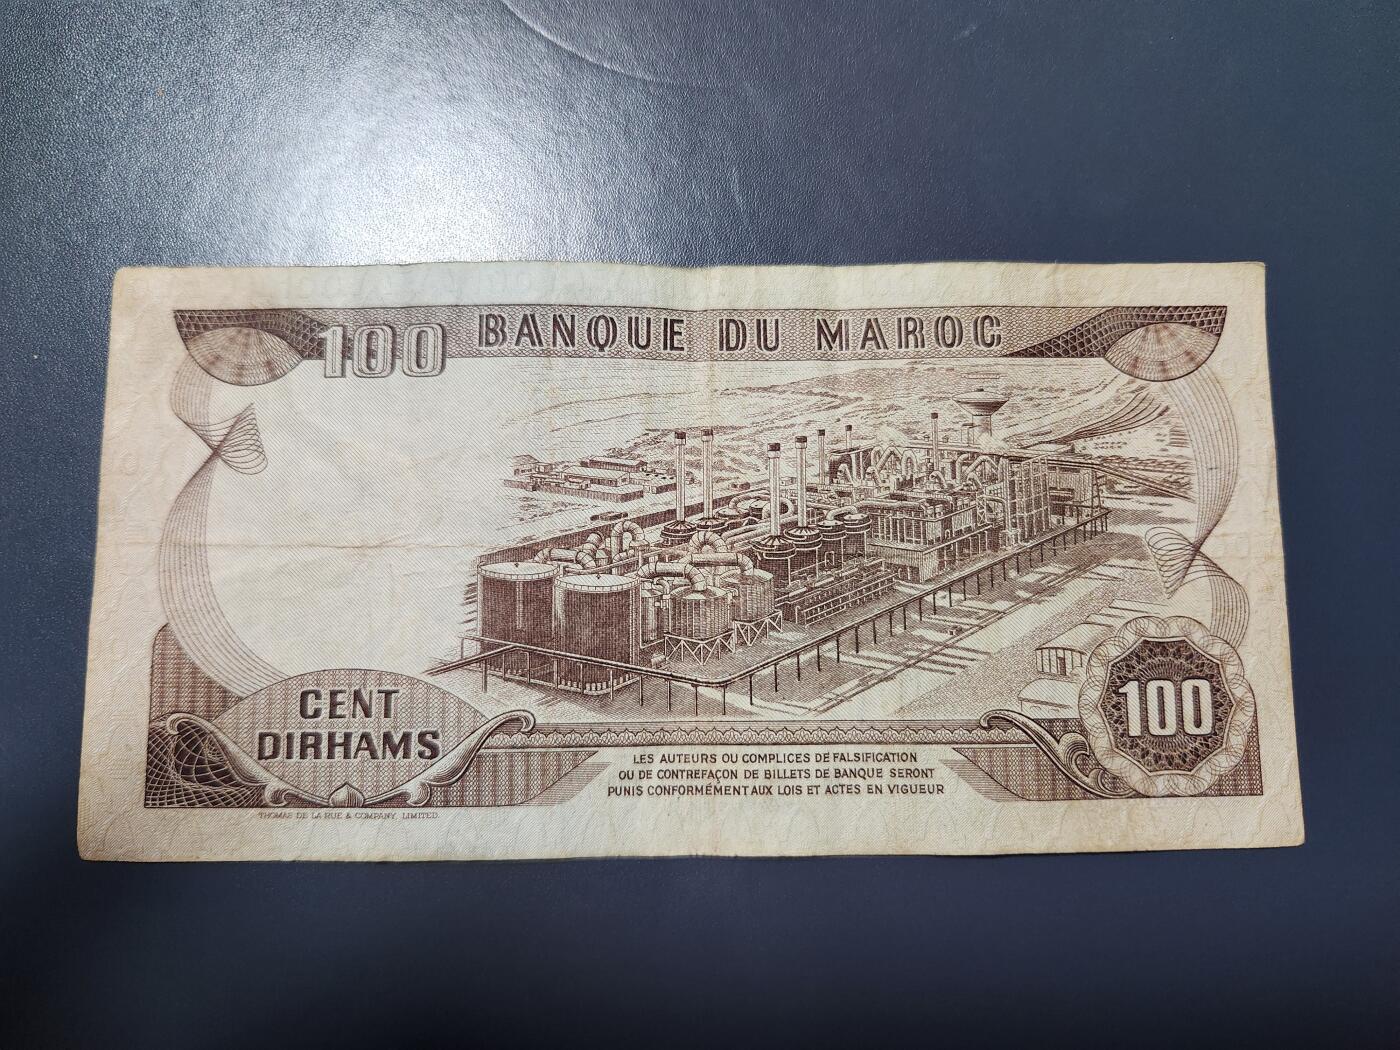 100 BANQUE DU MAROC
CENT
DIRHAMS
100
LES AUTEURS OU COMPLICES DE FALSIFICATION
OU DE CONTREFAÇON DE BILLETS DE BANQUE SERONT
PUNIS CONFORMÉMENT AUX LOIS ET ACTES EN VIGUEUR
THOMAS DE LA RUE & COMPANY, LIMITED.